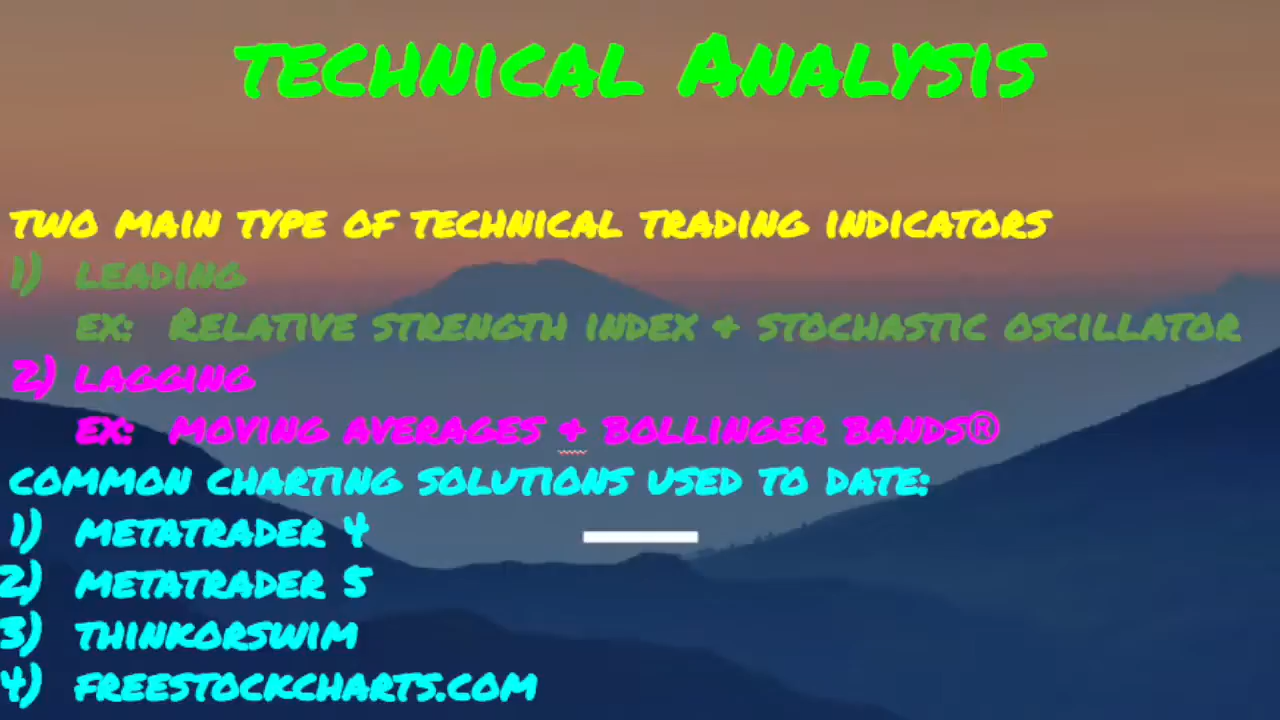 TECHNICAL ANALYSIS
TWO MAIN TYPE OF TECHNICAL TRADING INDICATORS
1) LEADING
EX: RELATIVE STRENGTH INDEX & STOCHASTIC OSCILLATOR
2) LAGGING
EX: MOVING AVERAGES & BOLLINGER BANDS®
COMMON CHARTING SOLUTIONS USED TO DATE:
1) METATRADER 4
2) METATRADER 5
3) THINKORSWIM
4) FREESTOCKCHARTS.COM